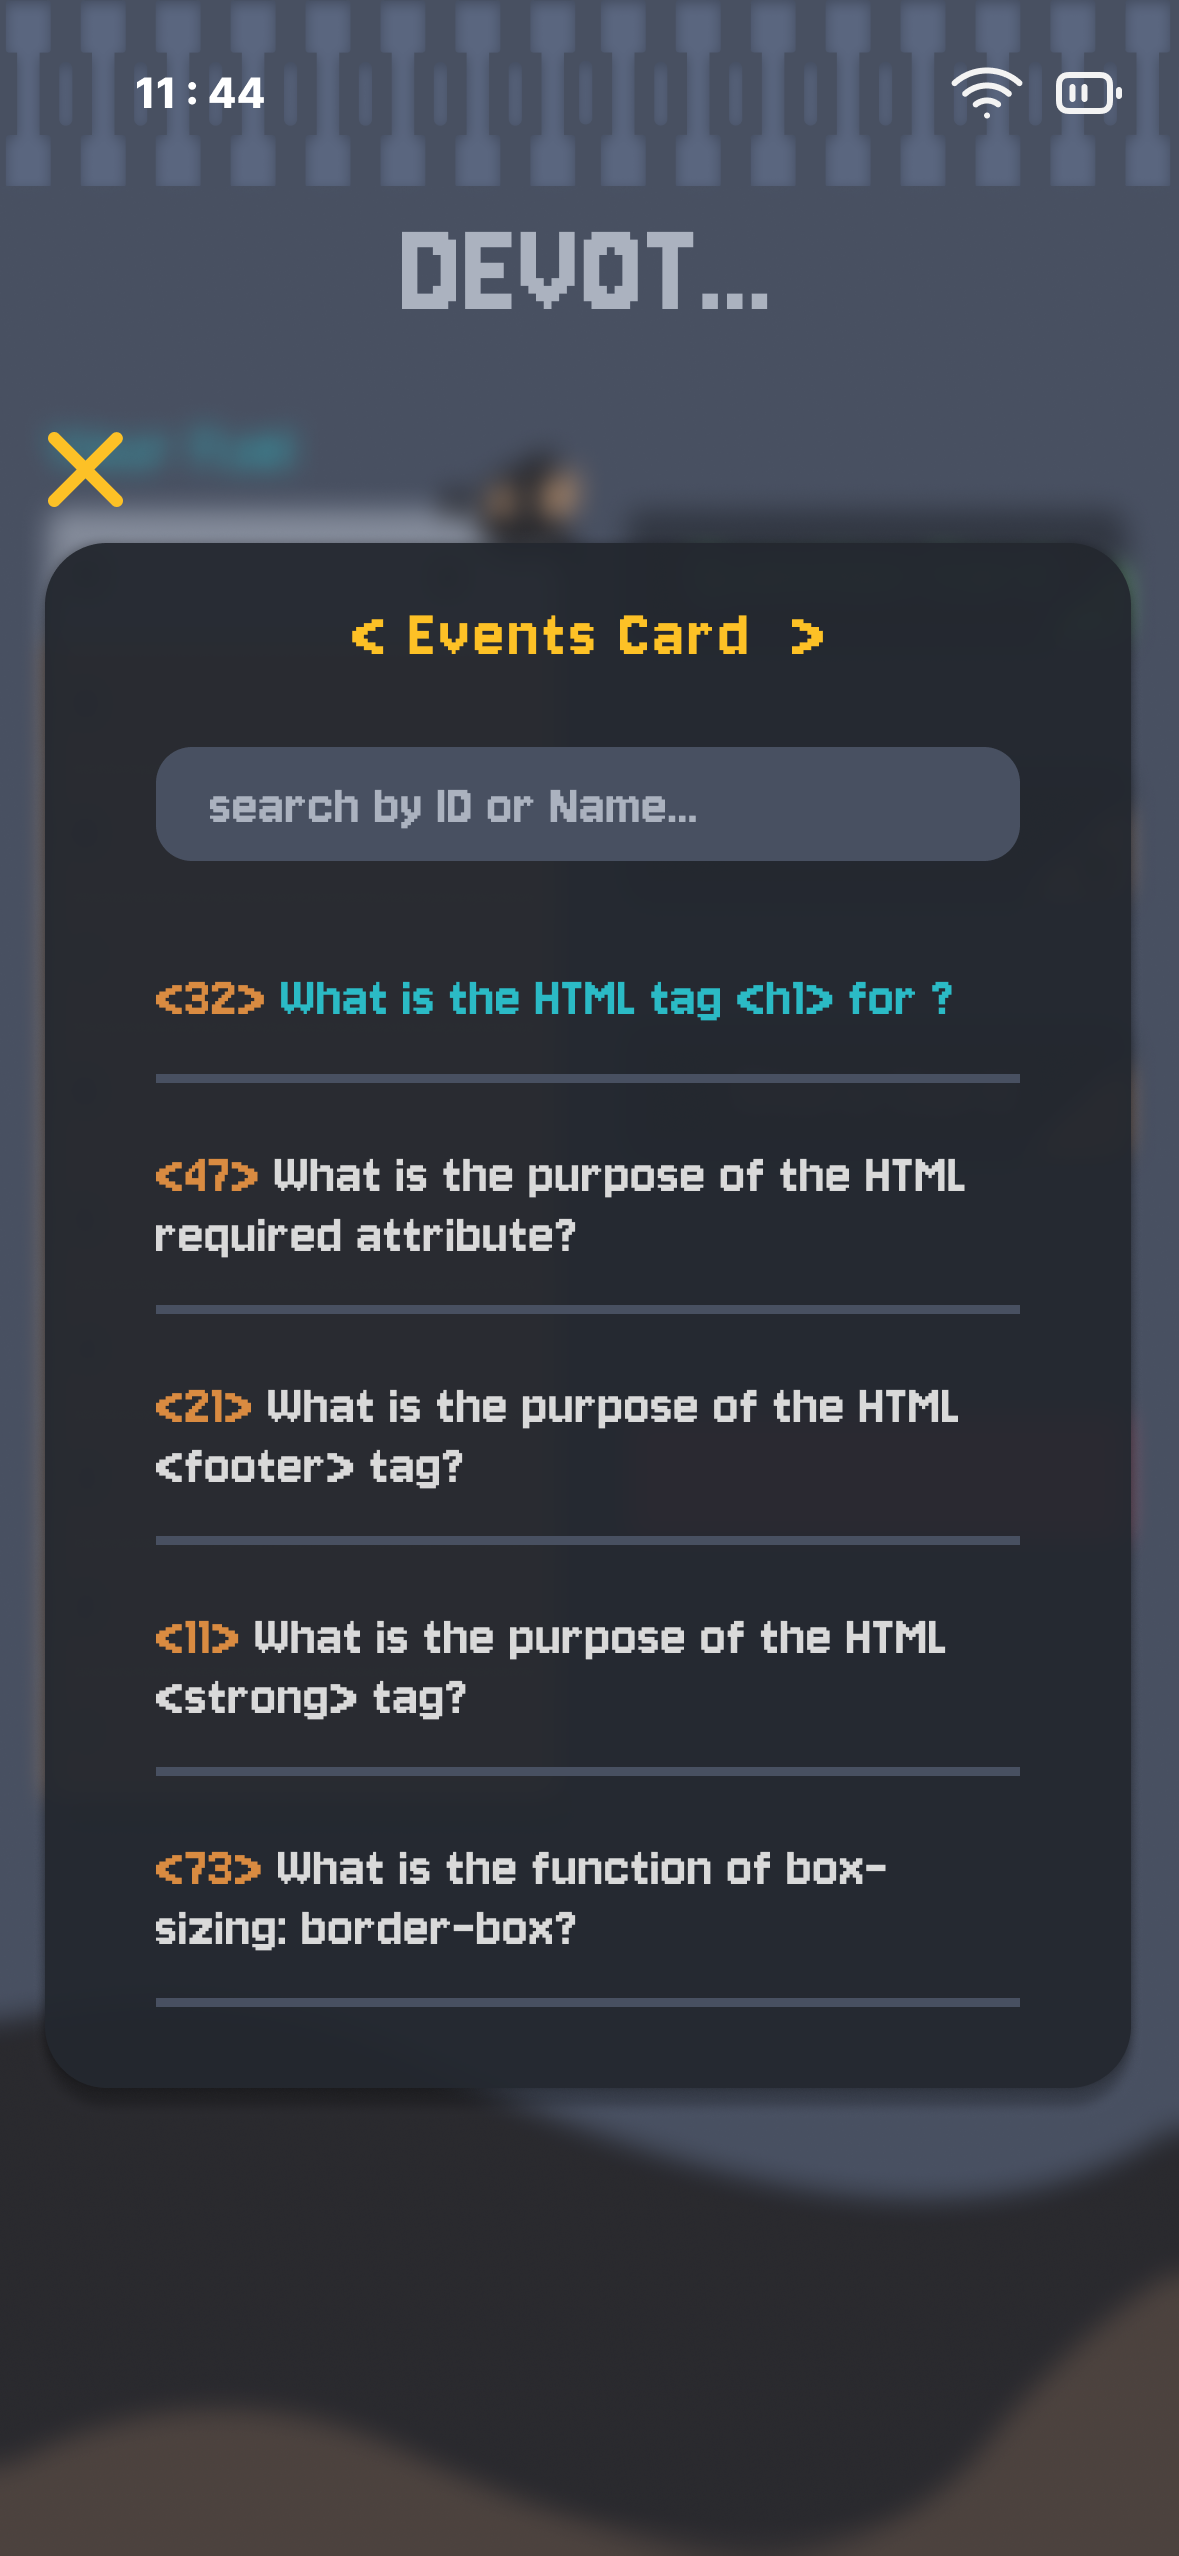 11 : 44
DEVOT...
< Events Card >
search by ID or Name...
<32> What is the HTML tag <h1> for ?
<47> What is the purpose of the HTML
required attribute?
<21> What is the purpose of the HTML
<footer> tag?
<11> What is the purpose of the HTML
<strong> tag?
<73> What is the function of box-
sizing: border-box?